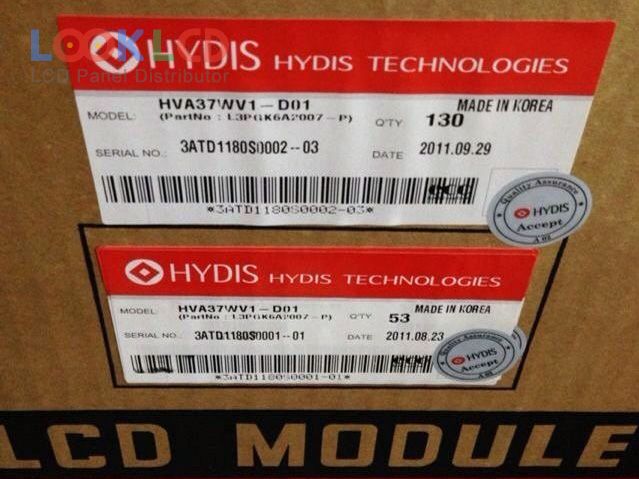 LOOKLCD
LCD Panel Distributor
HYDIS HYDIS TECHNOLOGIES
MODEL: HVA37WV1-D01 MADE IN KOREA
(PartNo : L3PGK6A2007-P) Q'TY 130
SERIAL NO.: 3ATD1180S0002--03 DATE 2011.09.29
*3ATD1180S0002-03*
Quality Assurance
HYDIS
Accept
A 02
HYDIS HYDIS TECHNOLOGIES
MODEL: HVA37WV1-D01 MADE IN KOREA
(PartNo : L3PGK6A2007-P) Q'TY 53
SERIAL NO.: 3ATD1180S0001-01 DATE 2011.08.23
*3ATD1180S0001-01*
Quality Assurance
HYDIS
Accept
LCD MODULE